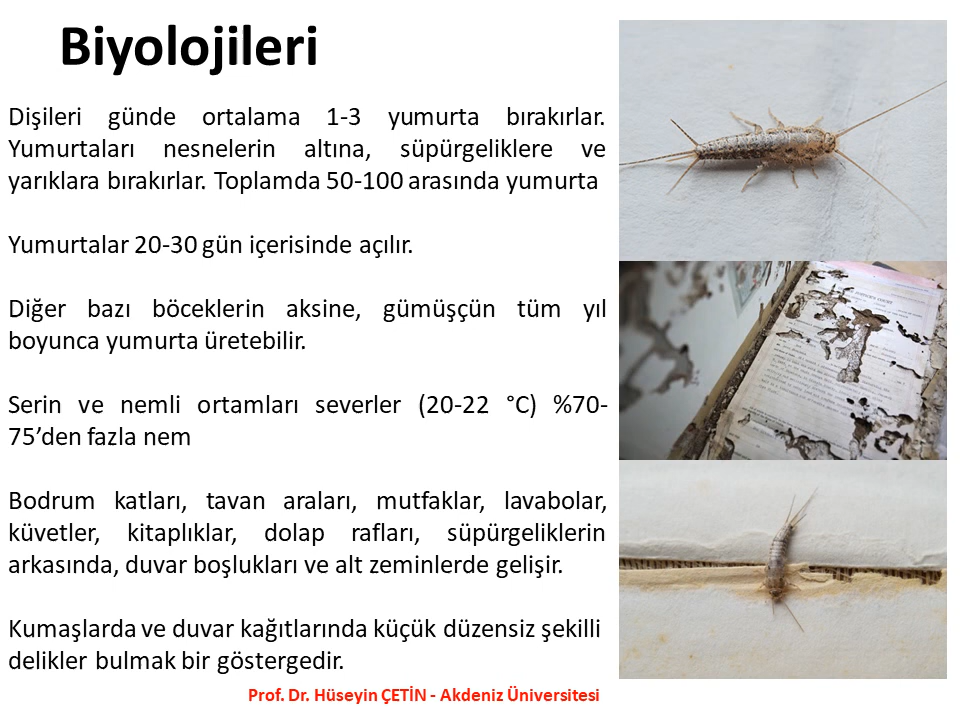 Biyolojileri
Dişileri günde ortalama 1-3 yumurta bırakırlar.
Yumurtaları nesnelerin altına, süpürgeliklere ve
yarıklara bırakırlar. Toplamda 50-100 arasında yumurta
Yumurtalar 20-30 gün içerisinde açılır.
Diğer bazı böceklerin aksine, gümüşçün tüm yıl
boyunca yumurta üretebilir.
Serin ve nemli ortamları severler (20-22 °C) %70-
75’den fazla nem
Bodrum katları, tavan araları, mutfaklar, lavabolar,
küvetler, kitaplıklar, dolap rafları, süpürgeliklerin
arkasında, duvar boşlukları ve alt zeminlerde gelişir.
Kumaşlarda ve duvar kağıtlarında küçük düzensiz şekilli
delikler bulmak bir göstergedir.
Prof. Dr. Hüseyin ÇETİN - Akdeniz Üniversitesi